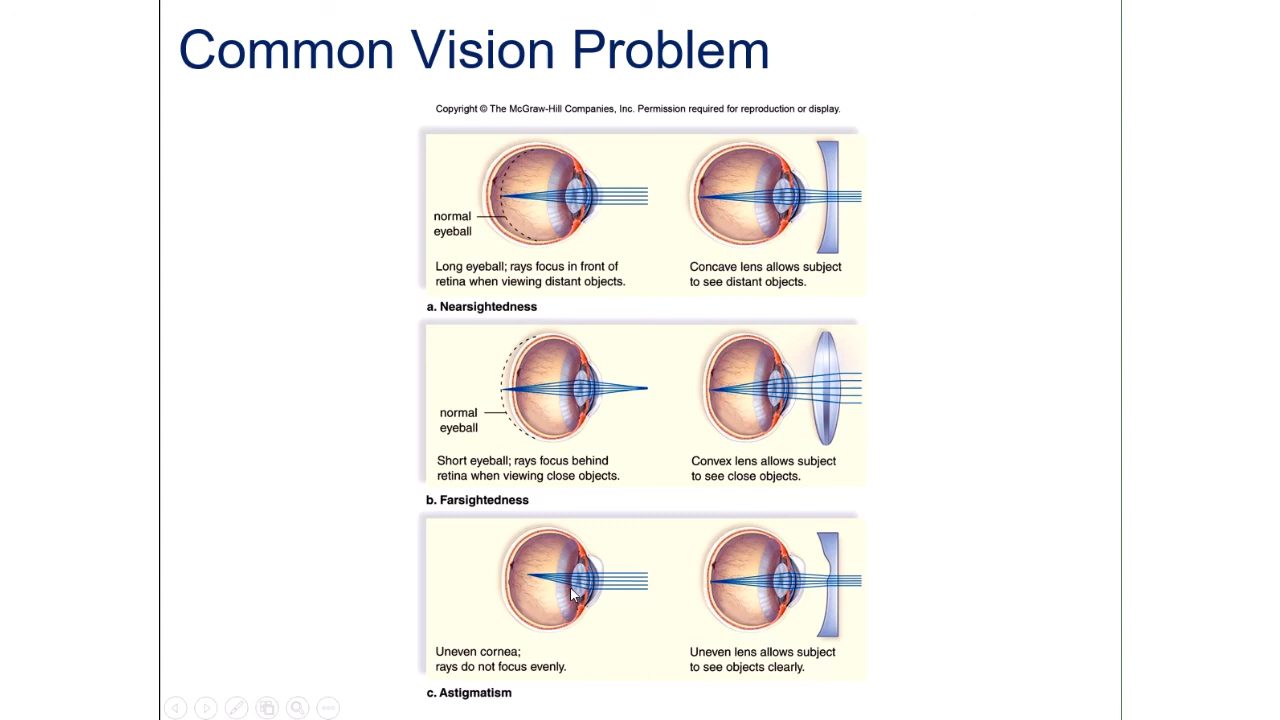 Common Vision Problem
Copyright © The McGraw-Hill Companies, Inc. Permission required for reproduction or display.
normal
eyeball
Long eyeball; rays focus in front of
retina when viewing distant objects.
Concave lens allows subject
to see distant objects.
a. Nearsightedness
normal
eyeball
Short eyeball; rays focus behind
retina when viewing close objects.
Convex lens allows subject
to see close objects.
b. Farsightedness
Uneven cornea;
rays do not focus evenly.
Uneven lens allows subject
to see objects clearly.
c. Astigmatism